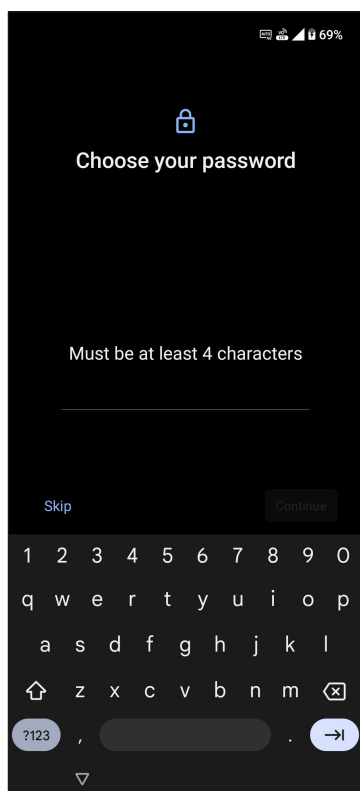 69%
Choose your password
Must be at least 4 characters
Skip Continue
1 2 3 4 5 6 7 8 9 0
q w e r t y u i o p
a s d f g h j k l
z x c v b n m
?123 , .